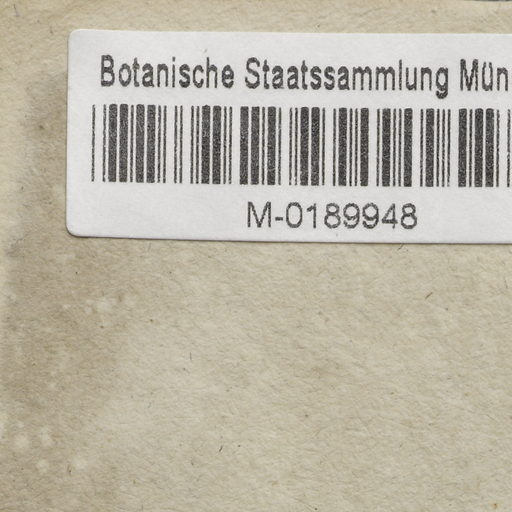 Botanische Staatssammlung Mün
M-0189948